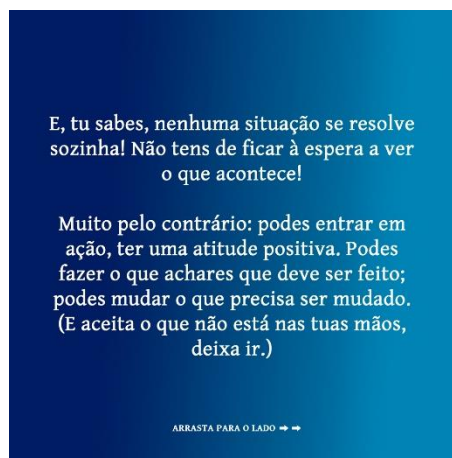 E, tu sabes, nenhuma situação se resolve
sozinha! Não tens de ficar à espera a ver
o que acontece!
Muito pelo contrário: podes entrar em
ação, ter uma atitude positiva. Podes
fazer o que achares que deve ser feito;
podes mudar o que precisa ser mudado.
(E aceita o que não está nas tuas mãos,
deixa ir.)
ARRASTA PARA O LADO ➡ ➡